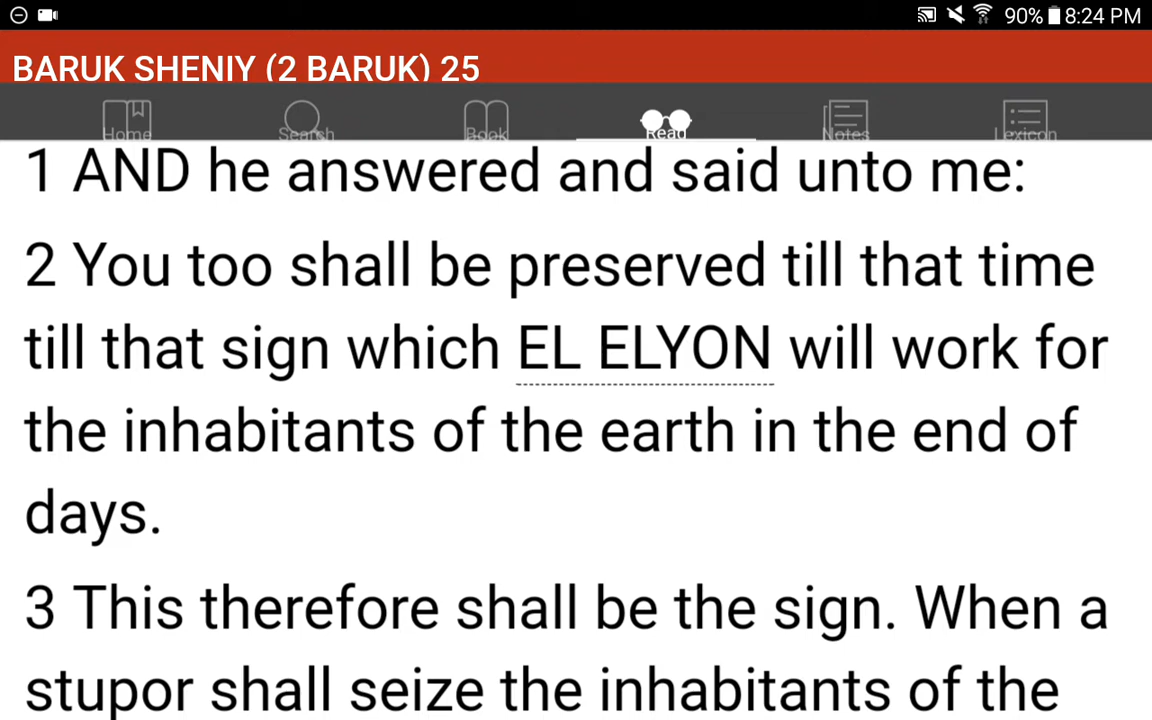 90% 8:24 PM
BARUK SHENIY (2 BARUK) 25
Home Search Book Read Notes Lexicon
1 AND he answered and said unto me:
2 You too shall be preserved till that time
till that sign which EL ELYON will work for
the inhabitants of the earth in the end of
days.
3 This therefore shall be the sign. When a
stupor shall seize the inhabitants of the